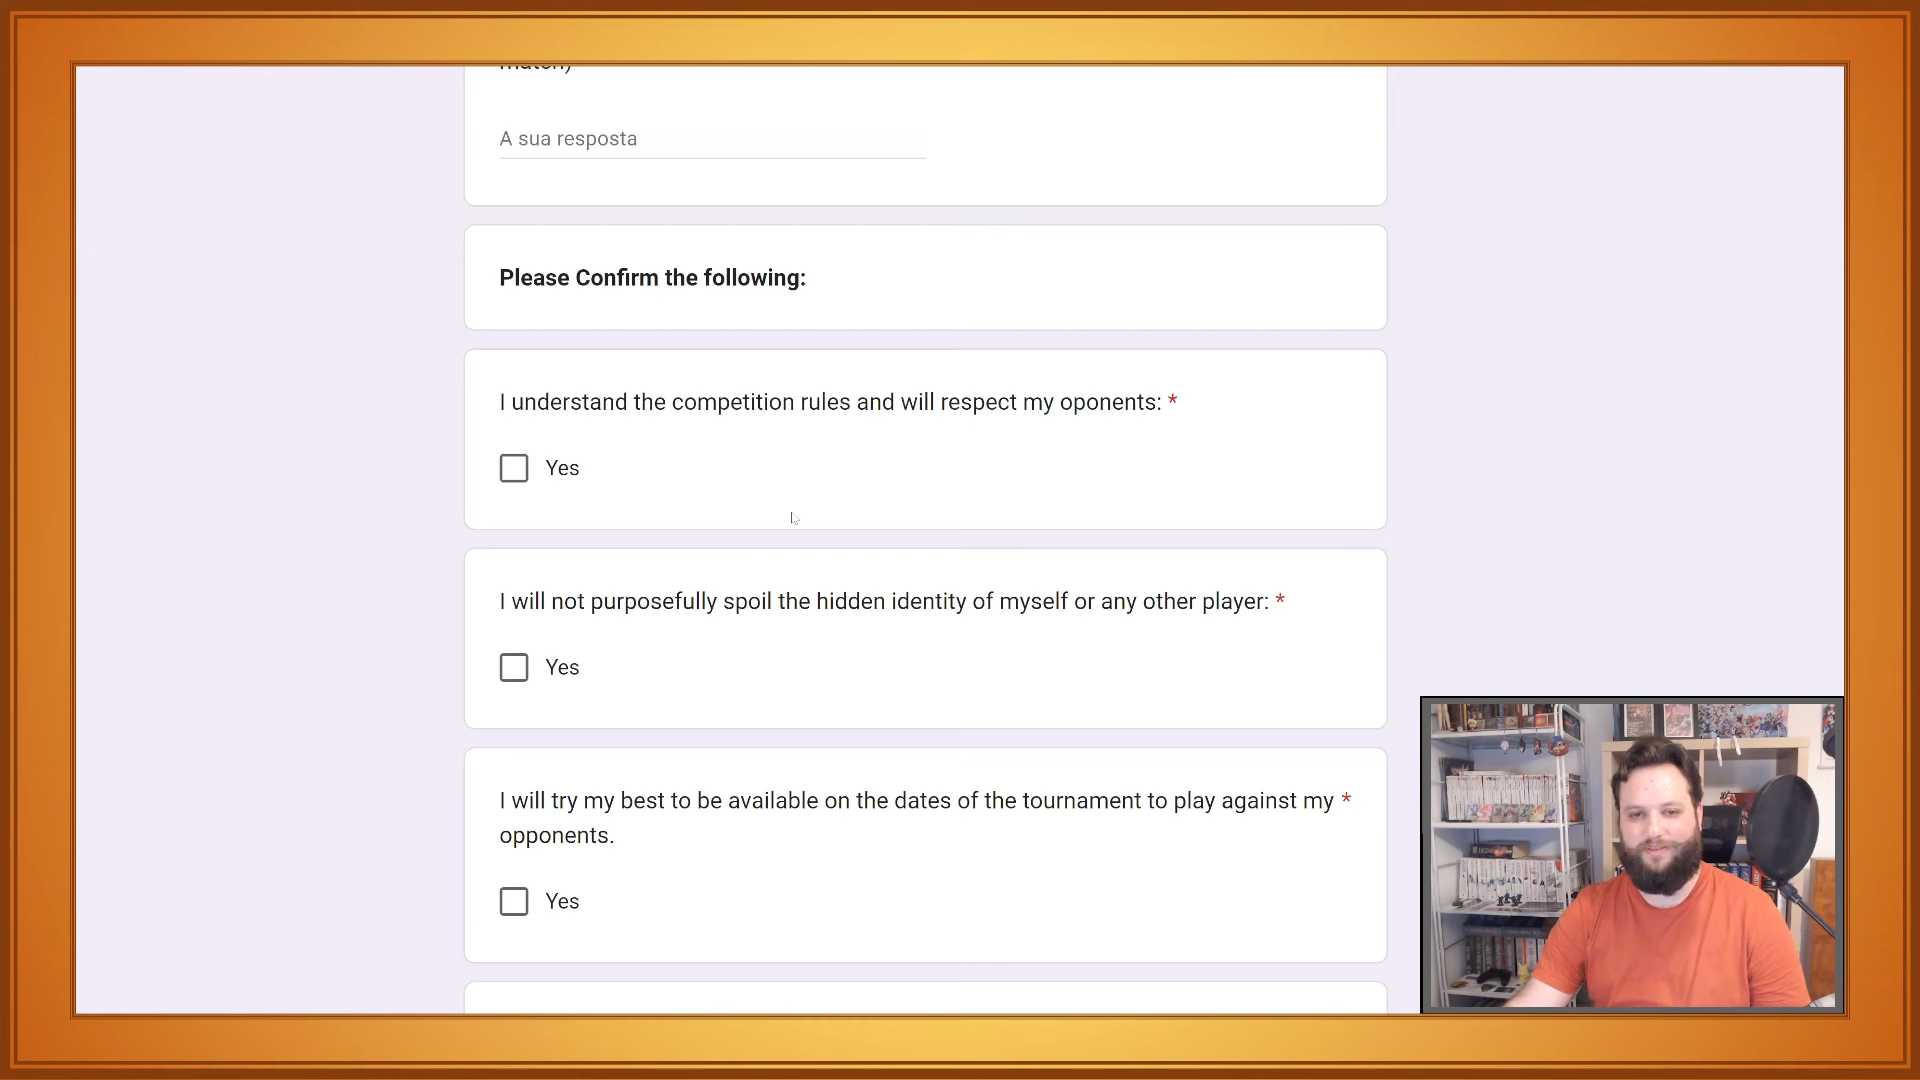 A sua resposta
Please Confirm the following:
I understand the competition rules and will respect my oponents: *
Yes
I will not purposefully spoil the hidden identity of myself or any other player: *
Yes
I will try my best to be available on the dates of the tournament to play against my *
opponents.
Yes